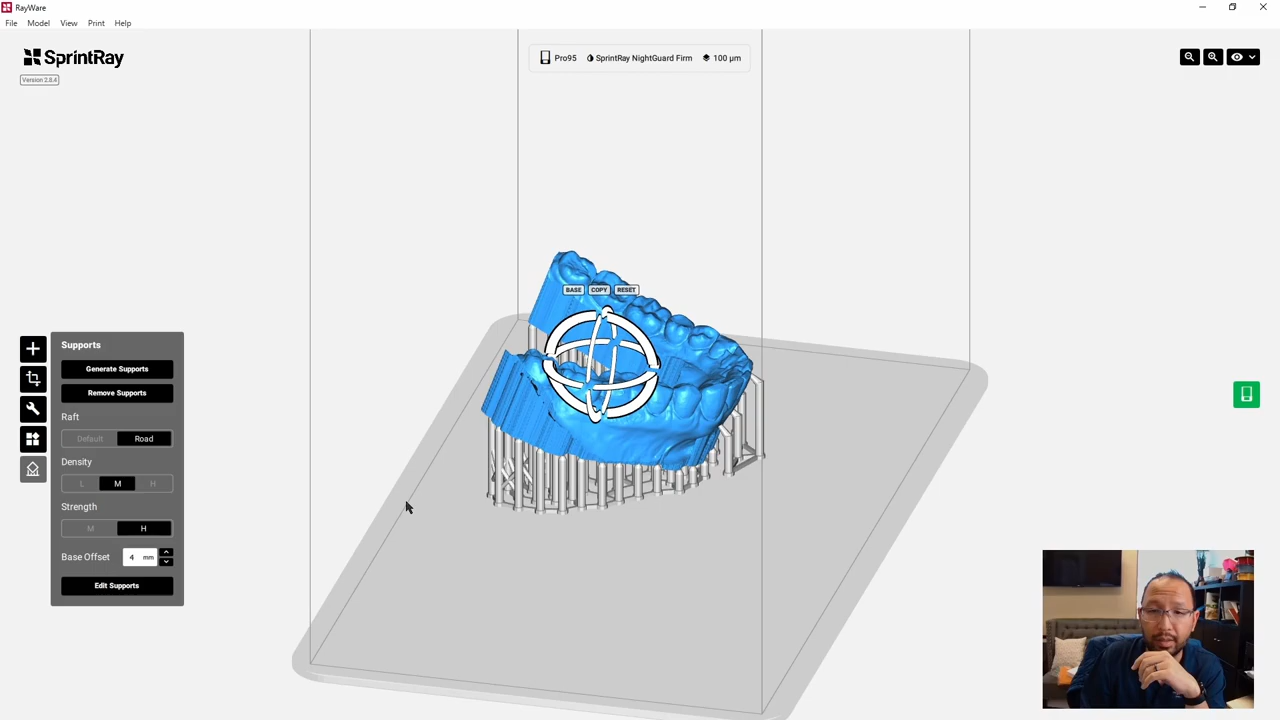 RayWare
File Model View Print Help
SprintRay
Version 2.8.4
Pro95 SprintRay NightGuard Firm 100 µm
BASE COPY RESET
Supports
Generate Supports
Remove Supports
Raft
Default Road
Density
L M H
Strength
M H
Base Offset 4 mm
Edit Supports